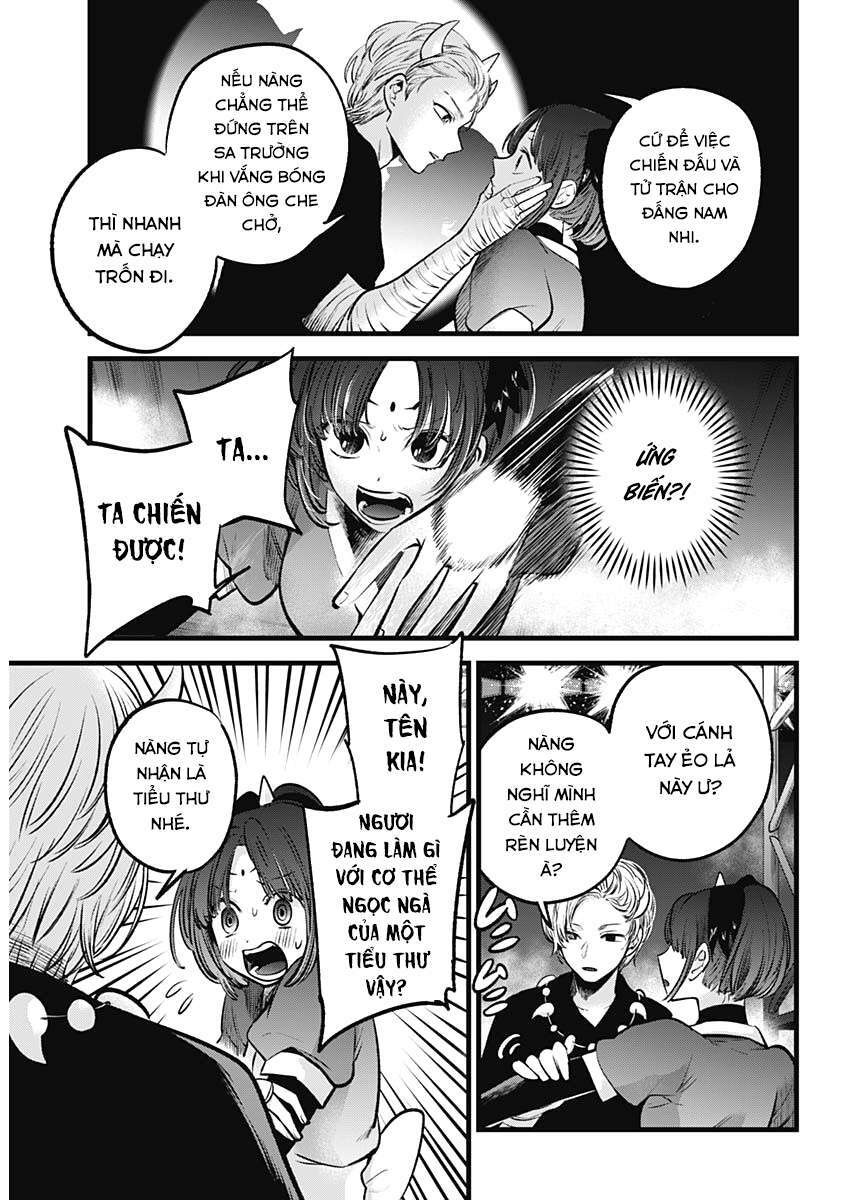 CỨ ĐỂ VIỆC
CHIẾN ĐẤU VÀ
TỬ TRẬN CHO
ĐẤNG NAM
NHI.
NẾU NÀNG
CHẲNG THỂ
ĐỨNG TRÊN
SA TRƯỜNG
KHI VẮNG BÓNG
ĐÀN ÔNG CHE
CHỞ,
THÌ NHANH
MÀ CHẠY
TRỐN ĐI.
ỨNG
BIẾN?!
TA...
TA CHIẾN
ĐƯỢC!
VỚI CÁNH
TAY ẺO LẢ
NÀY Ư?
NÀNG
KHÔNG
NGHĨ MÌNH
CẦN THÊM
RÈN LUYỆN
À?
NÀY,
TÊN
KIA!
NGƯƠI
ĐANG LÀM GÌ
VỚI CƠ THỂ
NGỌC NGÀ
CỦA MỘT
TIỂU THƯ
VẬY?
NÀNG TỰ
NHẬN LÀ
TIỂU THƯ
NHÉ.